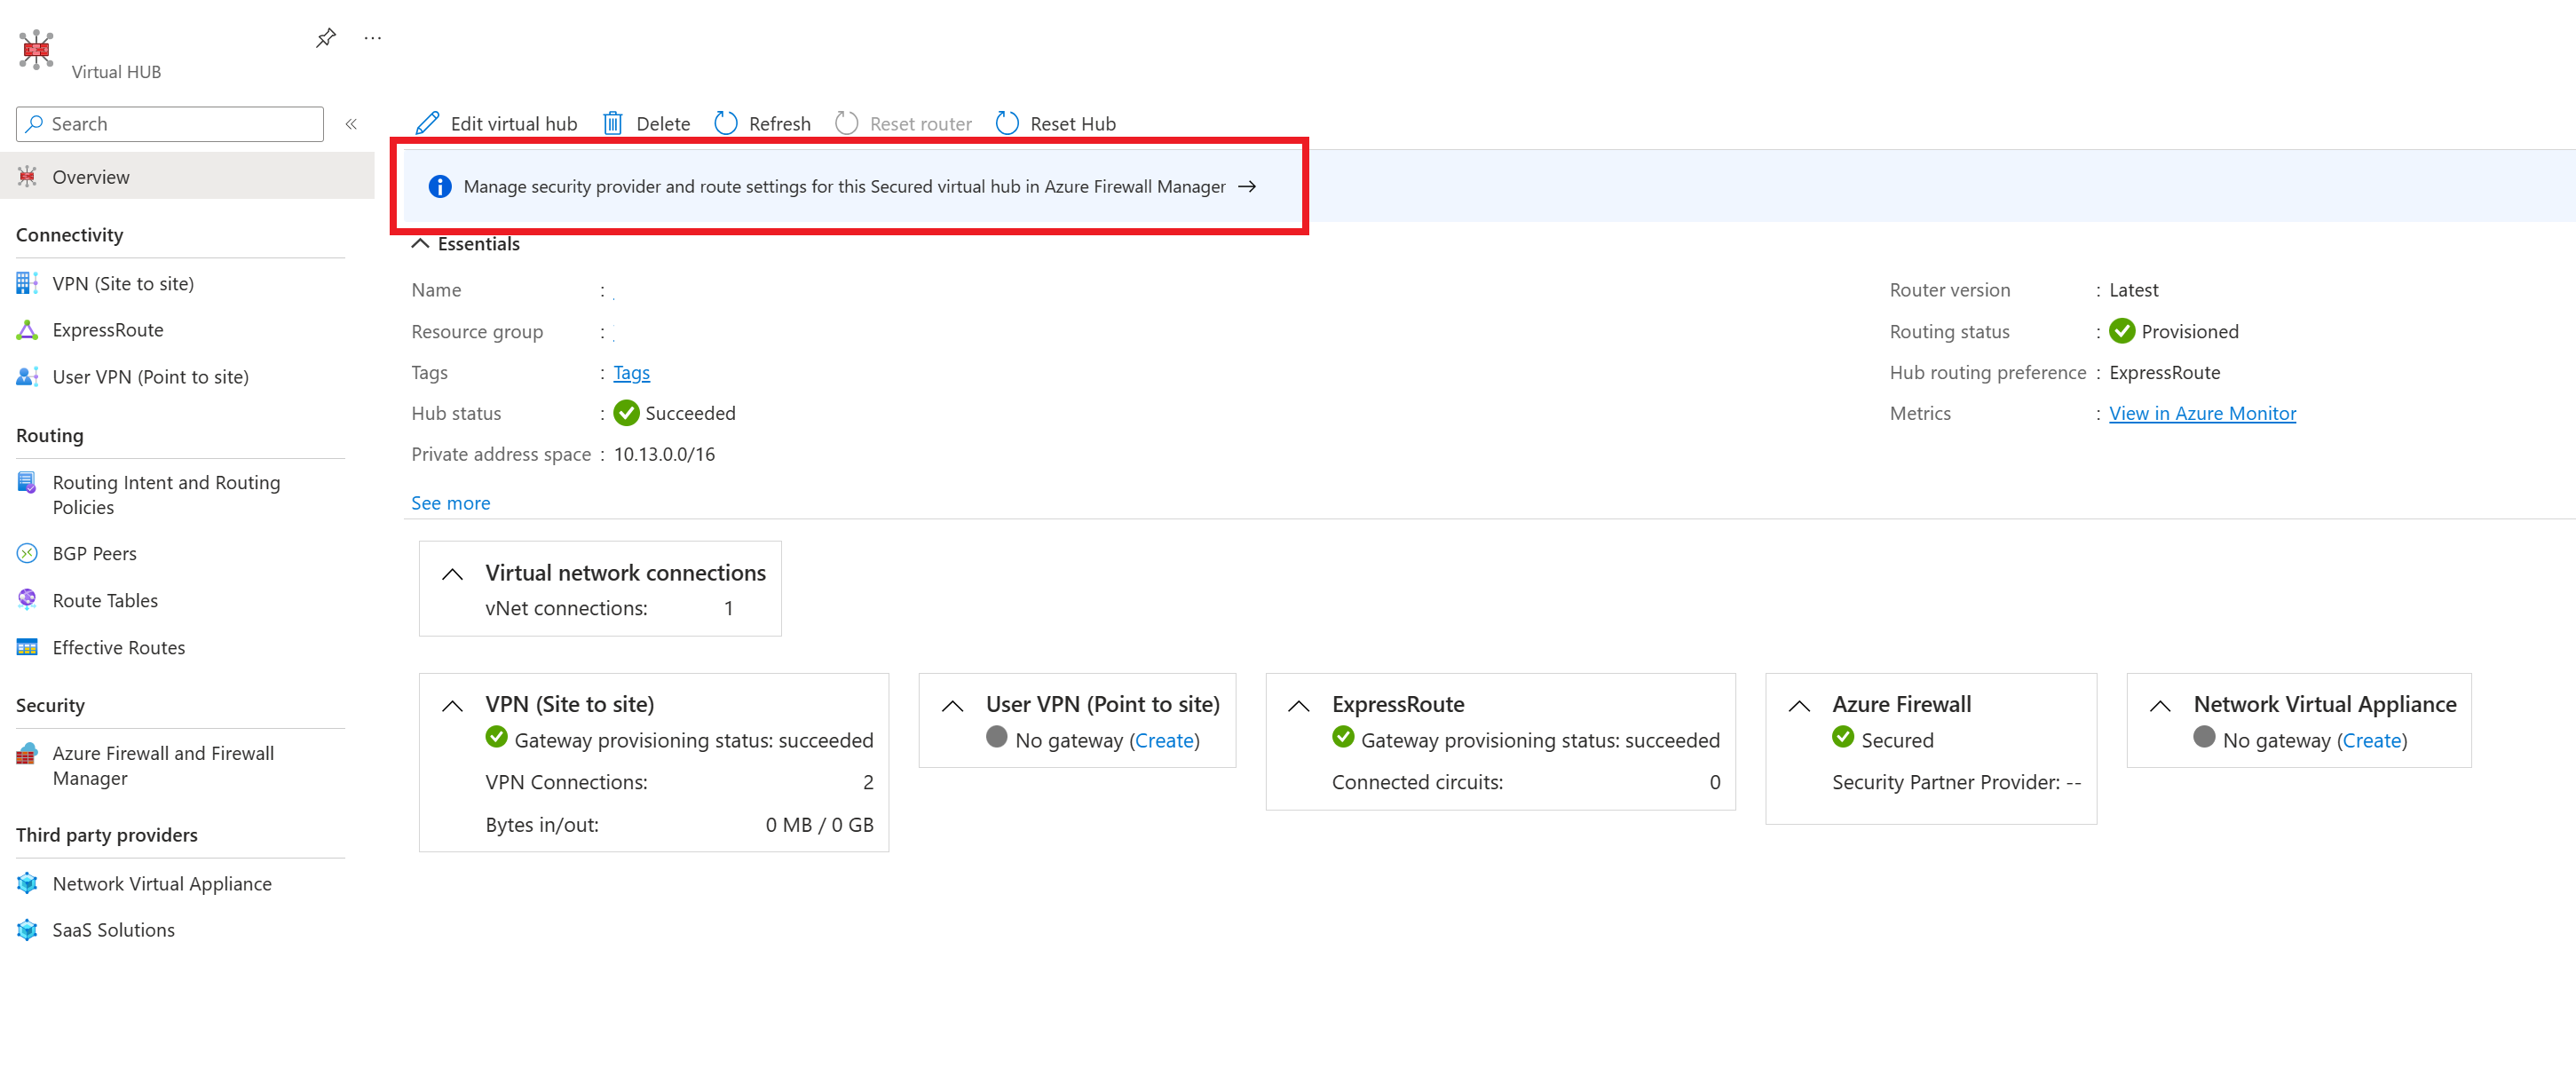 Virtual HUB
Search
Overview
Connectivity
VPN (Site to site)
ExpressRoute
User VPN (Point to site)
Routing
Routing Intent and Routing
Policies
BGP Peers
Route Tables
Effective Routes
Security
Azure Firewall and Firewall
Manager
Third party providers
Network Virtual Appliance
SaaS Solutions
Edit virtual hub Delete Refresh Reset router Reset Hub
Manage security provider and route settings for this Secured virtual hub in Azure Firewall Manager →
Essentials
Name :
Resource group :
Tags : Tags
Hub status : Succeeded
Private address space : 10.13.0.0/16
Router version : Latest
Routing status : Provisioned
Hub routing preference : ExpressRoute
Metrics : View in Azure Monitor
See more
Virtual network connections
vNet connections: 1
VPN (Site to site)
Gateway provisioning status: succeeded
VPN Connections: 2
Bytes in/out: 0 MB / 0 GB
User VPN (Point to site)
No gateway (Create)
ExpressRoute
Gateway provisioning status: succeeded
Connected circuits: 0
Azure Firewall
Secured
Security Partner Provider: --
Network Virtual Appliance
No gateway (Create)